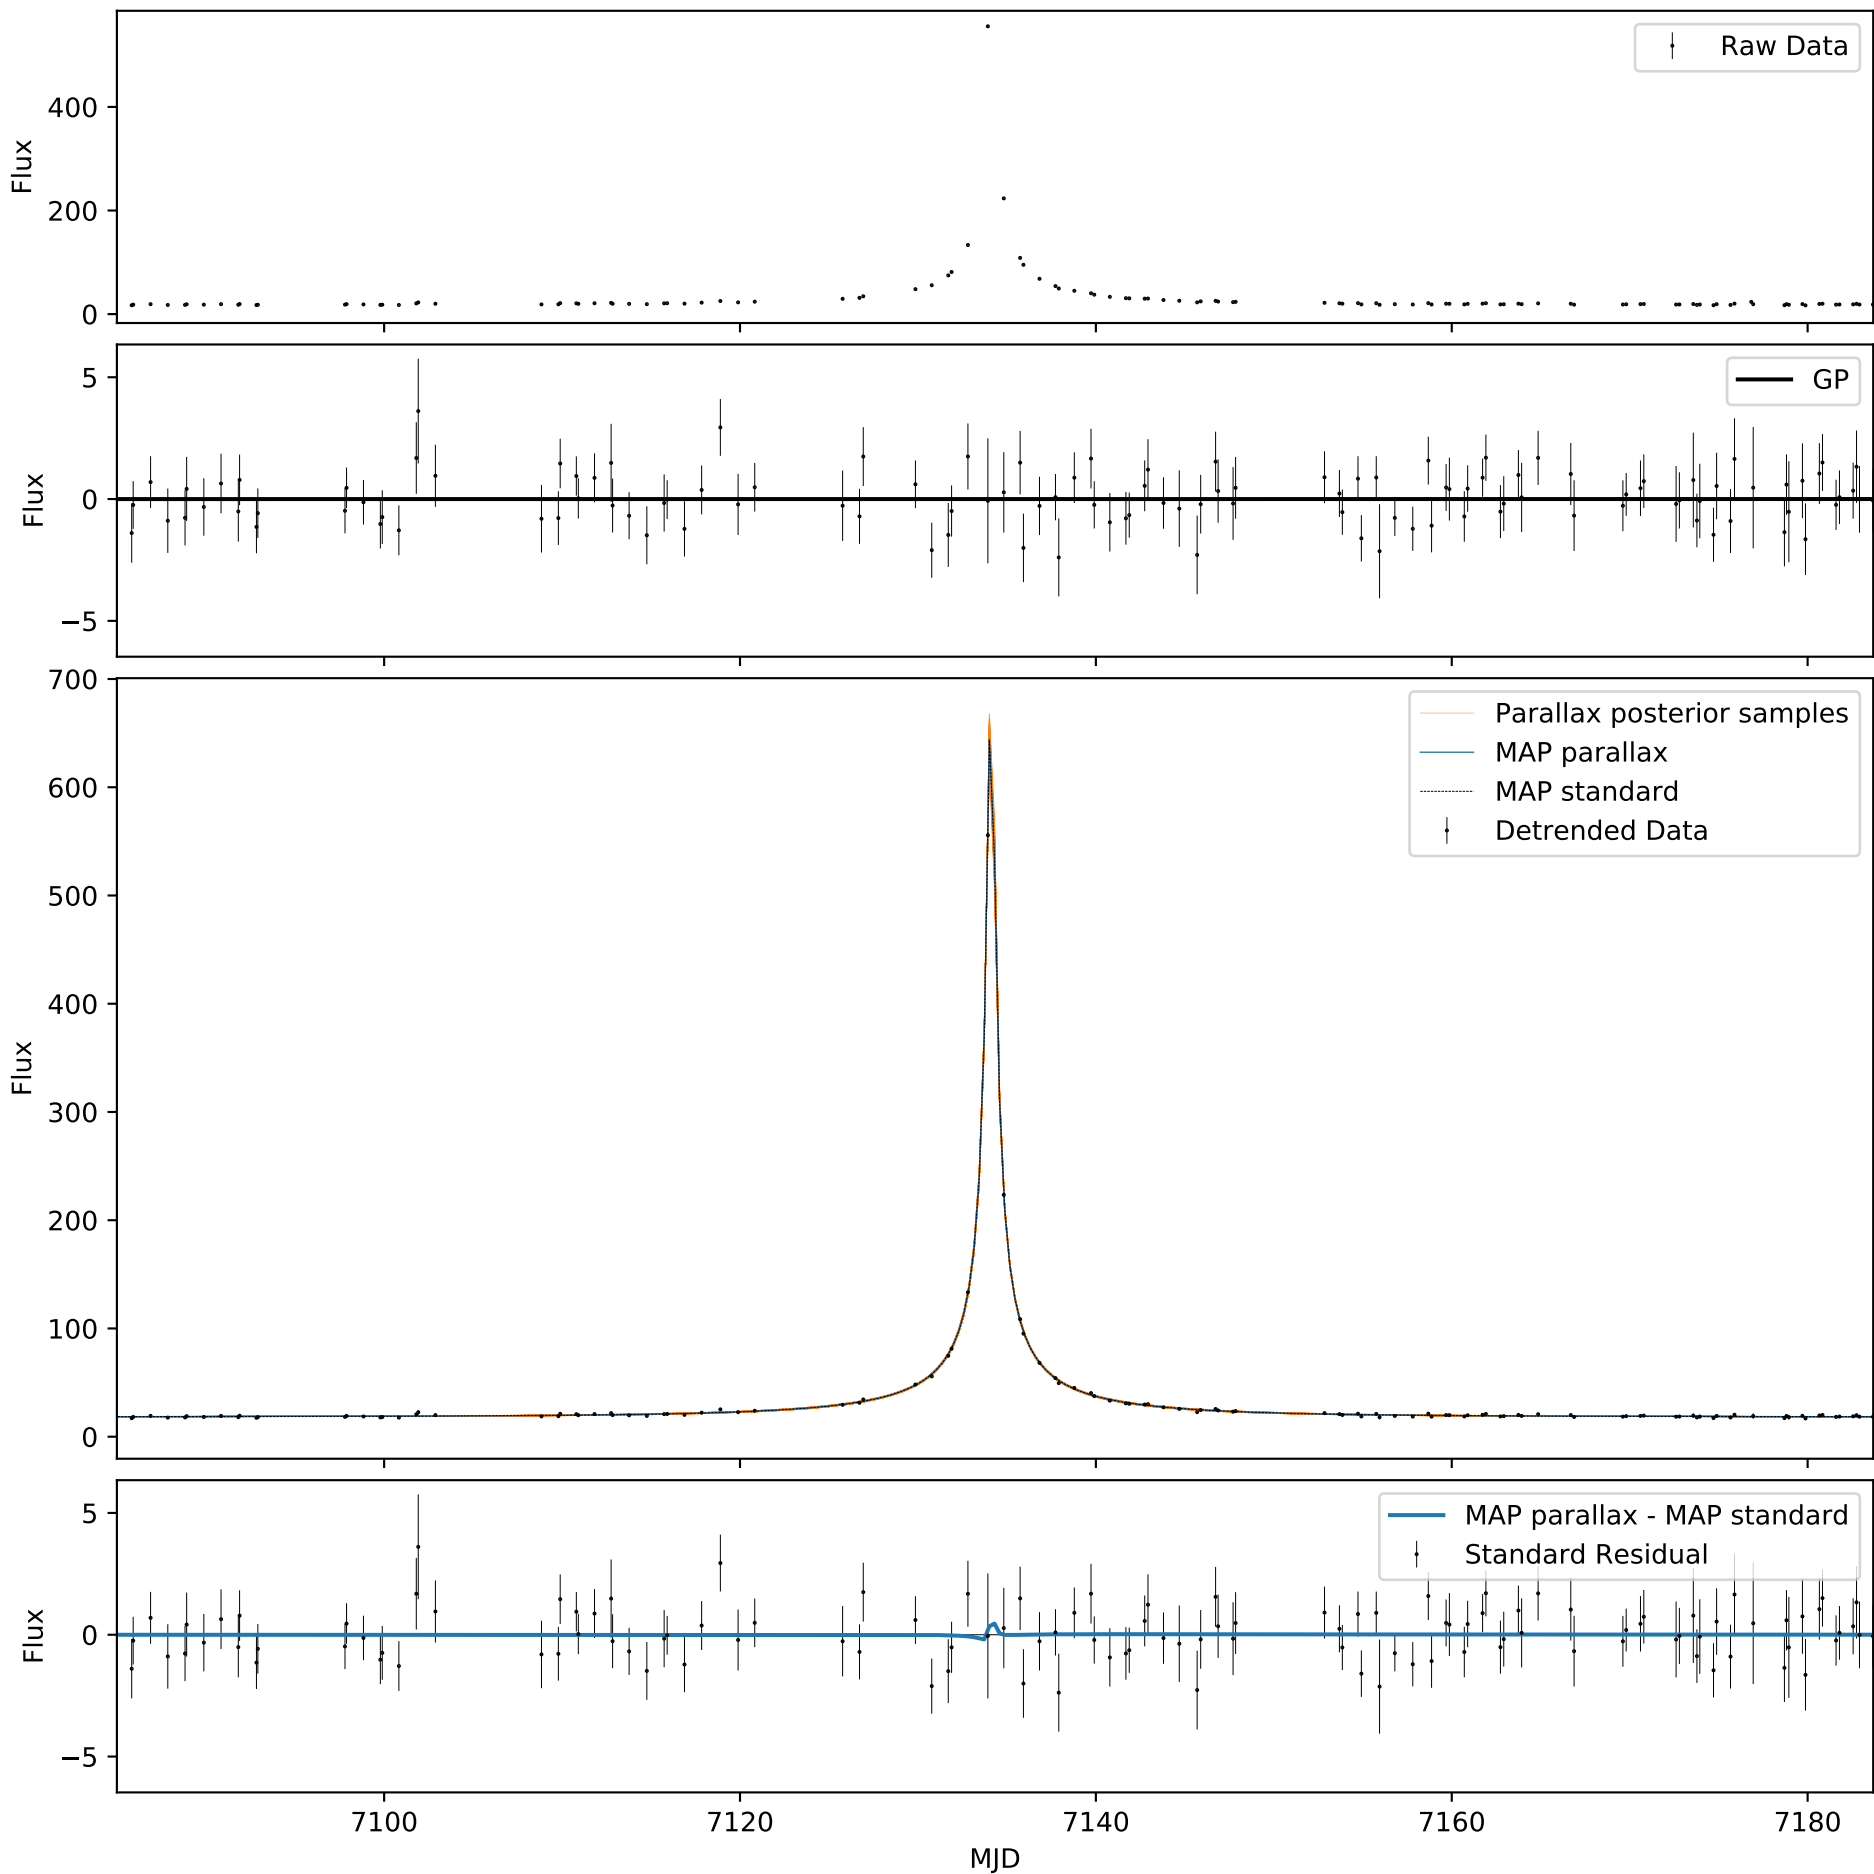 Raw Data
400
200
0
Flux
GP
5
0
−5
Flux
Parallax posterior samples
MAP parallax
MAP standard
Detrended Data
700
600
500
400
300
200
100
0
Flux
MAP parallax - MAP standard
Standard Residual
5
0
−5
Flux
7100 7120 7140 7160 7180
MJD